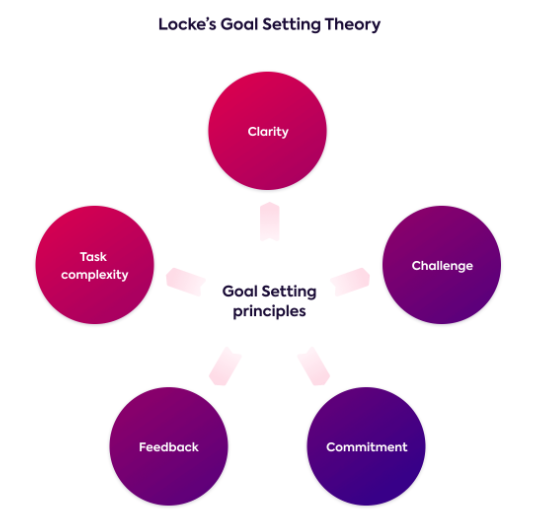 Locke’s Goal Setting Theory
Clarity
Task
complexity
Challenge
Goal Setting
principles
Feedback
Commitment